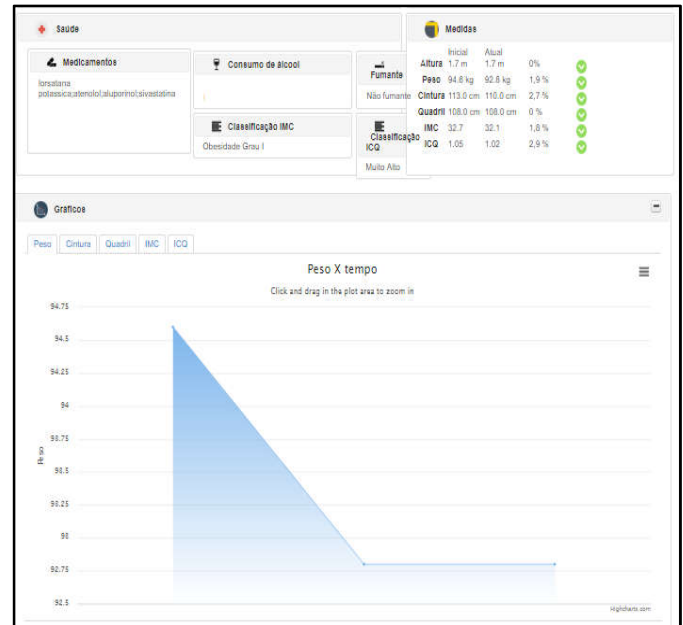 Saúde
Medicamentos
lorsatana
potassica;atenolol;aluporinol;sivastatina
Consumo de álcool
Fumante
Não fumante
Classificação IMC
Obesidade Grau I
Classificação
ICQ
Muito Alto
Medidas
Inicial Atual
Altura 1.7 m 1.7 m 0%
Peso 94.6 kg 92.8 kg 1,9 %
Cintura 113.0 cm 110.0 cm 2,7 %
Quadril 108.0 cm 108.0 cm 0 %
IMC 32.7 32.1 1,8 %
ICQ 1.05 1.02 2,9 %
Gráficos
Peso Cintura Quadril IMC ICQ
Peso X tempo
Click and drag in the plot area to zoom in
Peso
94.75
94.5
94.25
94
93.75
93.5
93.25
93
92.75
92.5
Highcharts.com